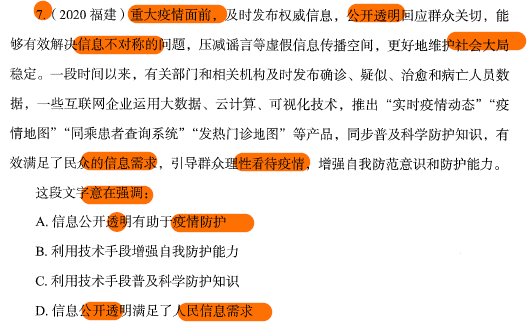 7.（2020 福建）重大疫情面前，及时发布权威信息，公开透明回应群众关切，能
够有效解决信息不对称的问题，压减谣言等虚假信息传播空间，更好地维护社会大局
稳定。一段时间以来，有关部门和相关机构及时发布确诊、疑似、治愈和病亡人员数
据，一些互联网企业运用大数据、云计算、可视化技术，推出“实时疫情动态”“疫
情地图”“同乘患者查询系统”“发热门诊地图”等产品，同步普及科学防护知识，有
效满足了民众的信息需求，引导群众理性看待疫情，增强自我防范意识和防护能力。
这段文字意在强调：
A. 信息公开透明有助于疫情防护
B. 利用技术手段增强自我防护能力
C. 利用技术手段普及科学防护知识
D. 信息公开透明满足了人民信息需求